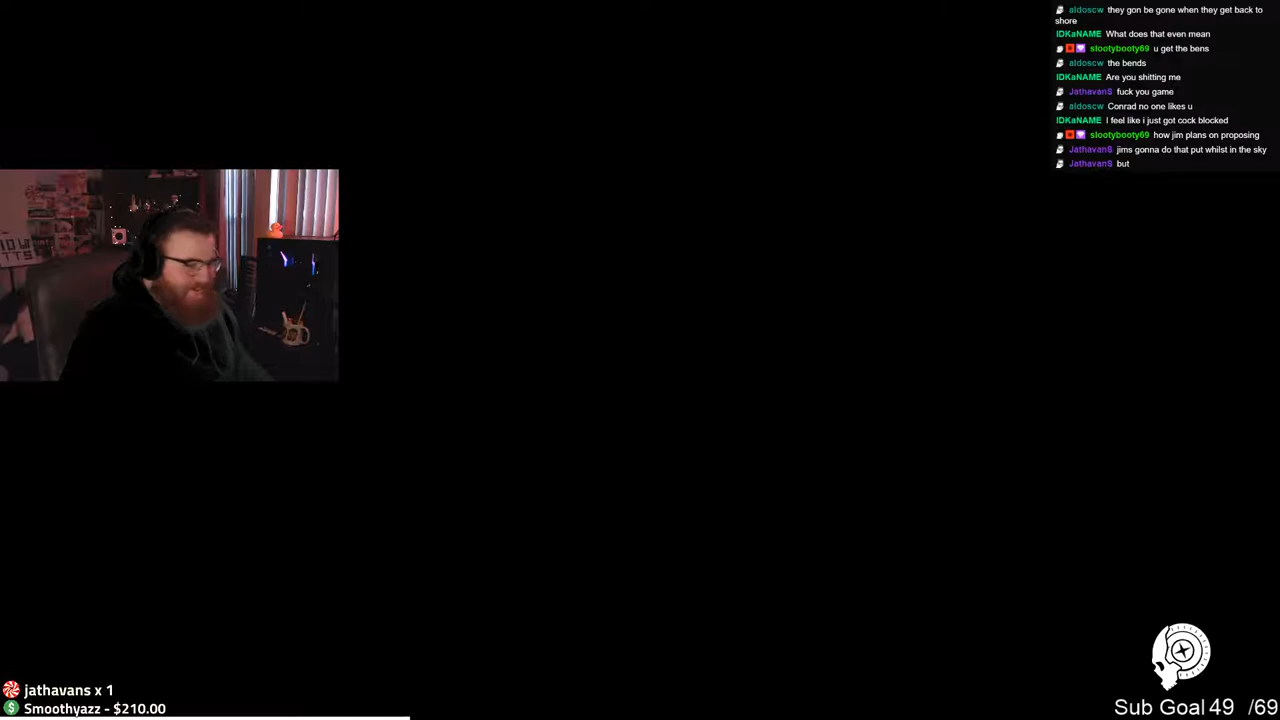 aldoscw they gon be gone when they get back to
shore
IDKaNAME What does that even mean
slootybooty69 u get the bens
aldoscw the bends
IDKaNAME Are you shitting me
JathavanS fuck you game
aldoscw Conrad no one likes u
IDKaNAME I feel like i just got cock blocked
slootybooty69 how jim plans on proposing
JathavanS jims gonna do that put whilst in the sky
JathavanS but
TTS
jathavans x 1
Smoothyazz - $210.00
Sub Goal 49 /69